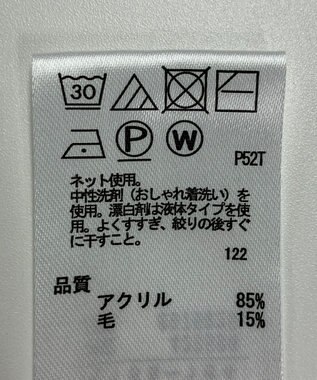 30
P W
P52T
ネット使用。
中性洗剤（おしゃれ着洗い）を
使用。漂白剤は液体タイプを使
用。よくすすぎ、絞りの後すぐ
に干すこと。
122
品質
アクリル 85%
毛 15%